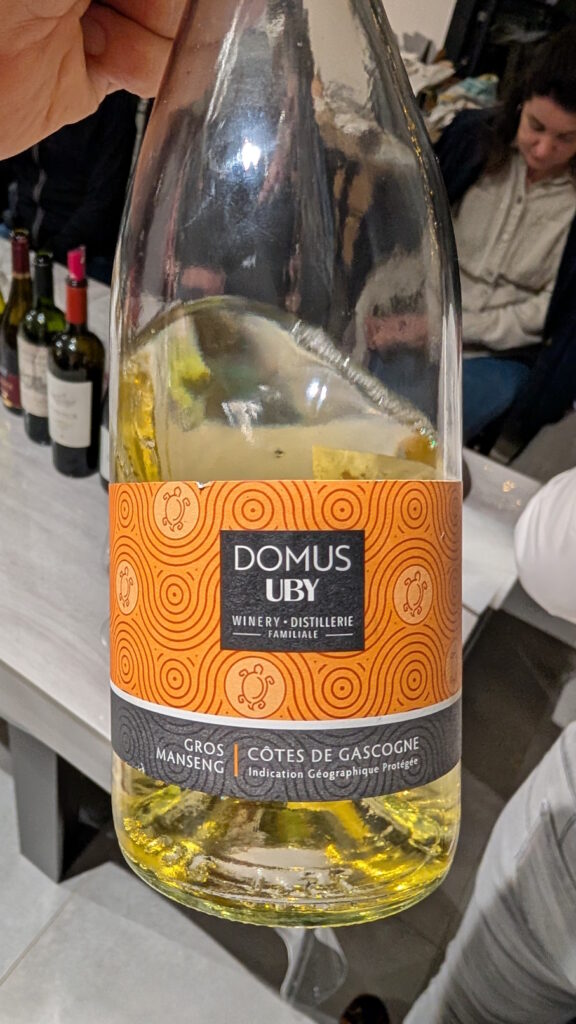 DOMUS
UBY
WINERY • DISTILLERIE
FAMILIALE
GROS
MANSENG
CÔTES DE GASCOGNE
Indication Géographique Protégée